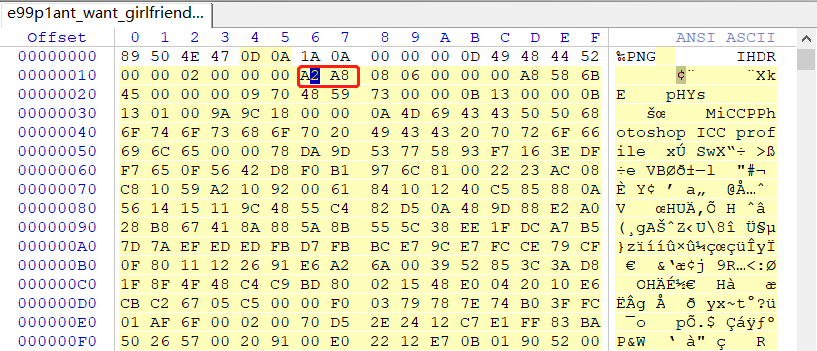 e99p1ant_want_girlfriend...
Offset 0 1 2 3 4 5 6 7 8 9 A B C D E F ANSI ASCII
00000000 89 50 4E 47 0D 0A 1A 0A 00 00 00 0D 49 48 44 52 ‰PNG IHDR
00000010 00 00 02 00 00 00 A2 A8 08 06 00 00 00 A8 58 6B ¢¨ ¨Xk
00000020 45 00 00 00 09 70 48 59 73 00 00 0B 13 00 00 0B E pHYs
00000030 13 01 00 9A 9C 18 00 00 0A 4D 69 43 43 50 50 68 šœ MiCCPPh
00000040 6F 74 6F 73 68 6F 70 20 49 43 43 20 70 72 6F 66 otoshop ICC prof
00000050 69 6C 65 00 00 78 DA 9D 53 77 58 93 F7 16 3E DF ile xÚ SwX“÷ >ß
00000060 F7 65 0F 56 42 D8 F0 B1 97 6C 81 00 22 23 AC 08 ÷e VBØð±—l "#¬
00000070 C8 10 59 A2 10 92 00 61 84 10 12 40 C5 85 88 0A È Y¢ ’ a„ @Å…ˆ
00000080 56 14 15 11 9C 48 55 C4 82 D5 0A 48 9D 88 E2 A0 V œHUÄ‚Õ H ˆâ
00000090 28 B8 67 41 8A 88 5A 8B 55 5C 38 EE 1F DC A7 B5 (¸gAŠˆZ‹U\8î Ü§µ
000000A0 7D 7A EF ED ED FB D7 FB BC E7 9C E7 FC CE 79 CF }zïííû×û¼çœçüÎyÏ
000000B0 0F 80 11 12 26 91 E6 A2 6A 00 39 52 85 3C 3A D8 € &‘æ¢j 9R…<:Ø
000000C0 1F 8F 4F 48 C4 C9 BD 80 02 15 48 E0 04 20 10 E6 OHÄÉ½€ Hà æ
000000D0 CB C2 67 05 C5 00 00 F0 03 79 78 7E 74 B0 3F FC ËÂg Å ð yx~t°?ü
000000E0 01 AF 6F 00 02 00 70 D5 2E 24 12 C7 E1 FF 83 BA ¯o pÕ.$ Çáÿƒº
000000F0 50 26 57 00 20 91 00 E0 22 12 E7 0B 01 90 52 00 P&W ‘ à" ç R